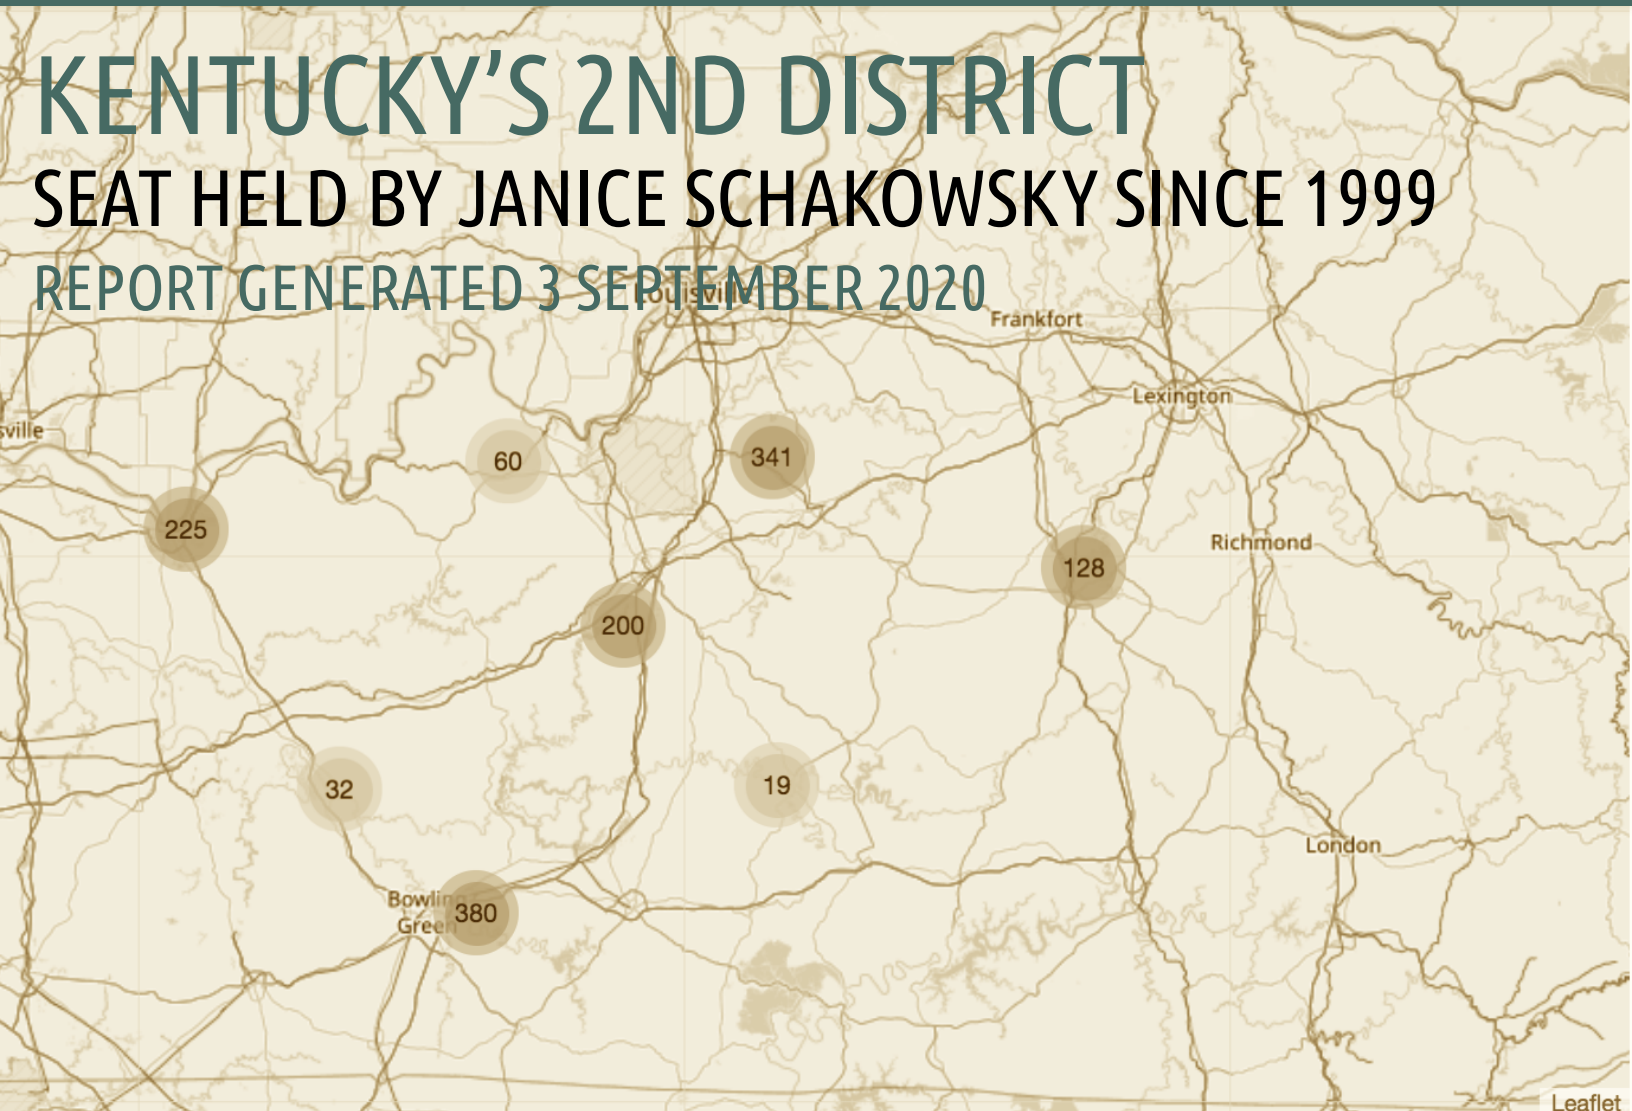 KENTUCKY’S 2ND DISTRICT
SEAT HELD BY JANICE SCHAKOWSKY SINCE 1999
REPORT GENERATED 3 SEPTEMBER 2020
Louisville
Frankfort
Lexington
sville
60
341
225
Richmond
128
200
32
19
London
Bowling
Green
380
Leaflet